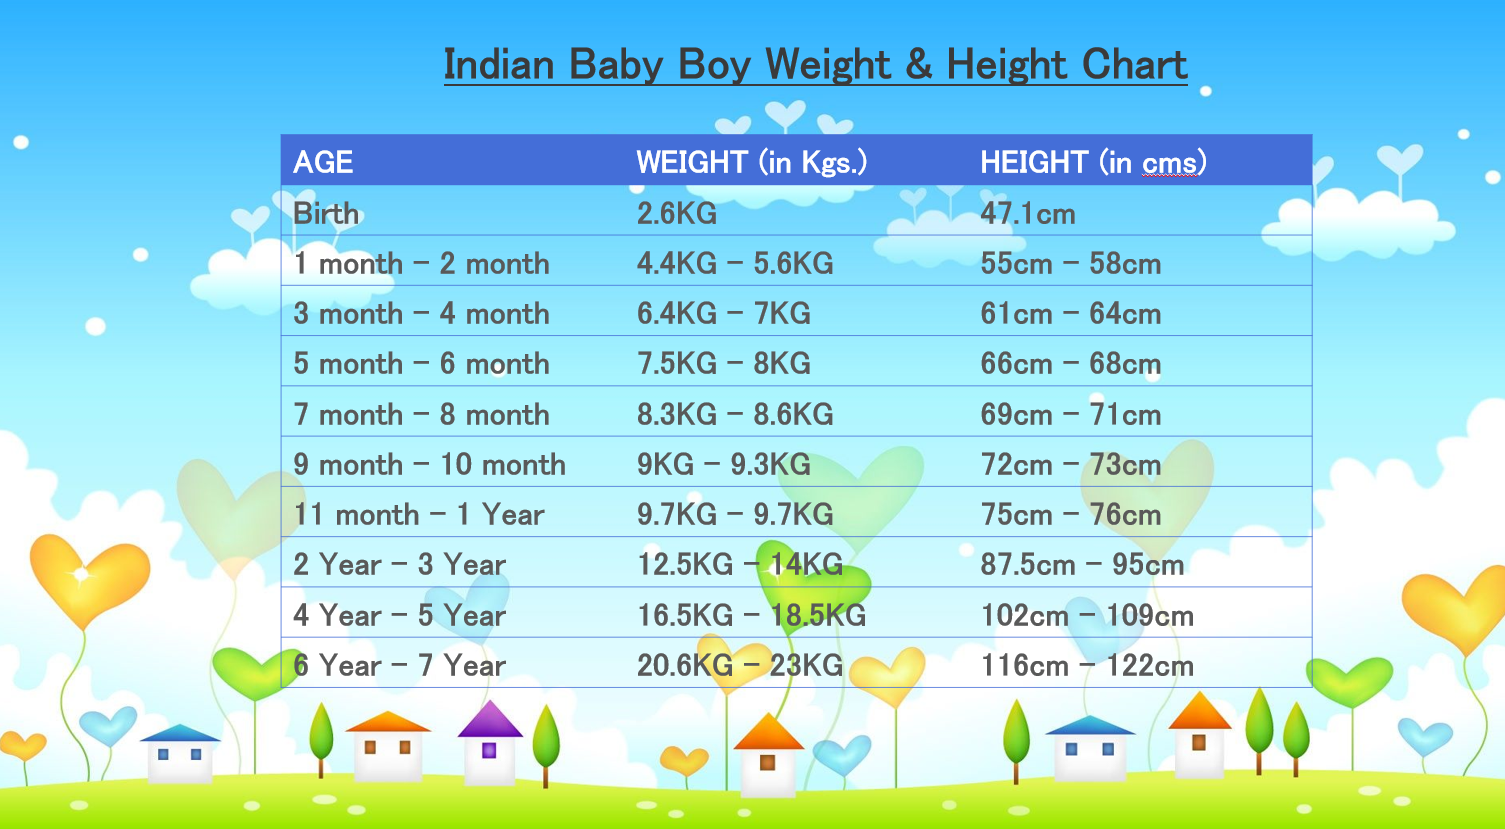 Indian Baby Boy Weight & Height Chart
AGE WEIGHT (in Kgs.) HEIGHT (in cms)
Birth 2.6KG 47.1cm
1 month – 2 month 4.4KG – 5.6KG 55cm – 58cm
3 month – 4 month 6.4KG – 7KG 61cm – 64cm
5 month – 6 month 7.5KG – 8KG 66cm – 68cm
7 month – 8 month 8.3KG – 8.6KG 69cm – 71cm
9 month – 10 month 9KG – 9.3KG 72cm – 73cm
11 month – 1 Year 9.7KG – 9.7KG 75cm – 76cm
2 Year – 3 Year 12.5KG – 14KG 87.5cm – 95cm
4 Year – 5 Year 16.5KG – 18.5KG 102cm – 109cm
6 Year – 7 Year 20.6KG – 23KG 116cm – 122cm